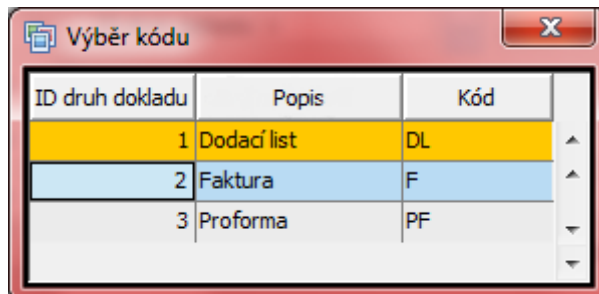 Výběr kódu
ID druh dokladu Popis Kód
1 Dodací list DL
2 Faktura F
3 Proforma PF